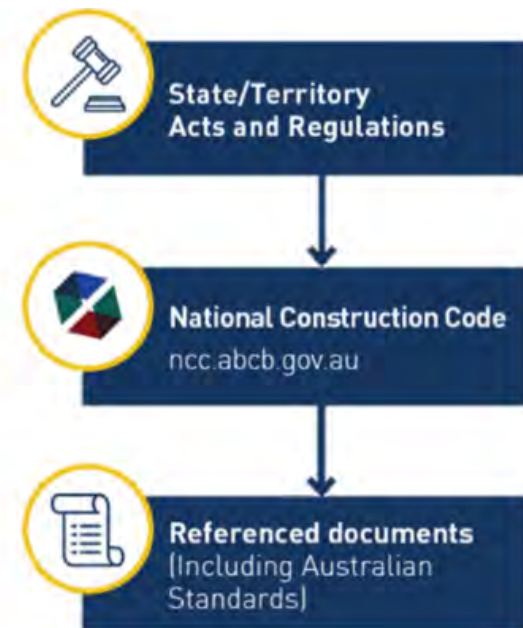 State/Territory
Acts and Regulations
National Construction Code
ncc.abcb.gov.au
Referenced documents
(Including Australian
Standards)